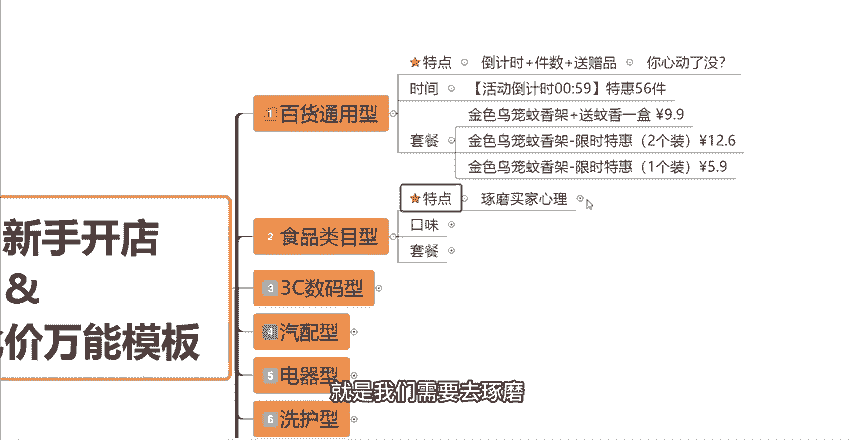 特点 倒计时+件数+送赠品 你心动了没？
时间 【活动倒计时00:59】特惠56件
1 百货通用型
金色鸟笼蚊香架+送蚊香一盒 ¥9.9
套餐 金色鸟笼蚊香架-限时特惠（2个装）¥12.6
金色鸟笼蚊香架-限时特惠（1个装）¥5.9
特点 琢磨买家心理
口味
2 食品类目型
套餐
新手开店
&
价万能模板
3 3C数码型
4 汽配型
5 电器型
6 洗护型
就是我们需要去琢磨